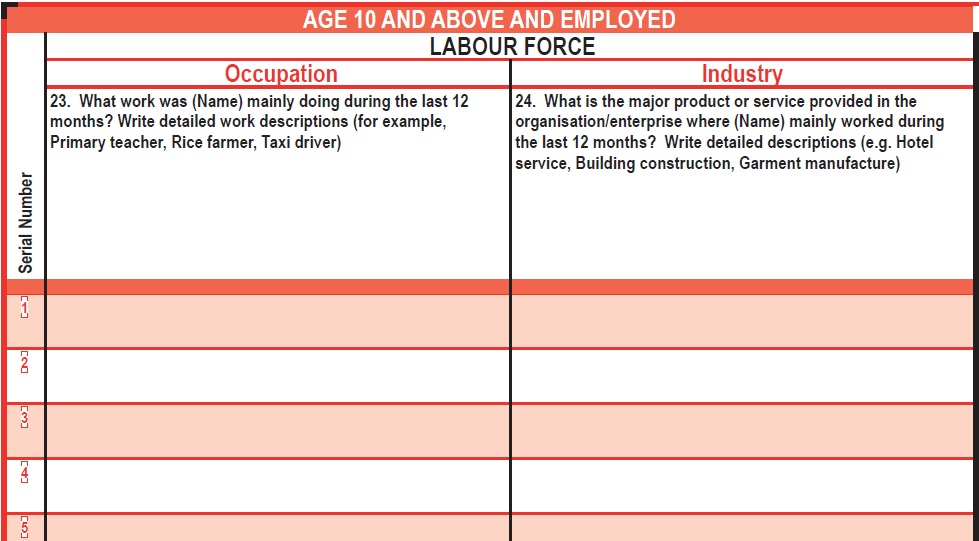 AGE 10 AND ABOVE AND EMPLOYED
LABOUR FORCE
Serial Number
Occupation
23. What work was (Name) mainly doing during the last 12
months? Write detailed work descriptions (for example,
Primary teacher, Rice farmer, Taxi driver)
Industry
24. What is the major product or service provided in the
organisation/enterprise where (Name) mainly worked during
the last 12 months? Write detailed descriptions (e.g. Hotel
service, Building construction, Garment manufacture)
1
2
3
4
5